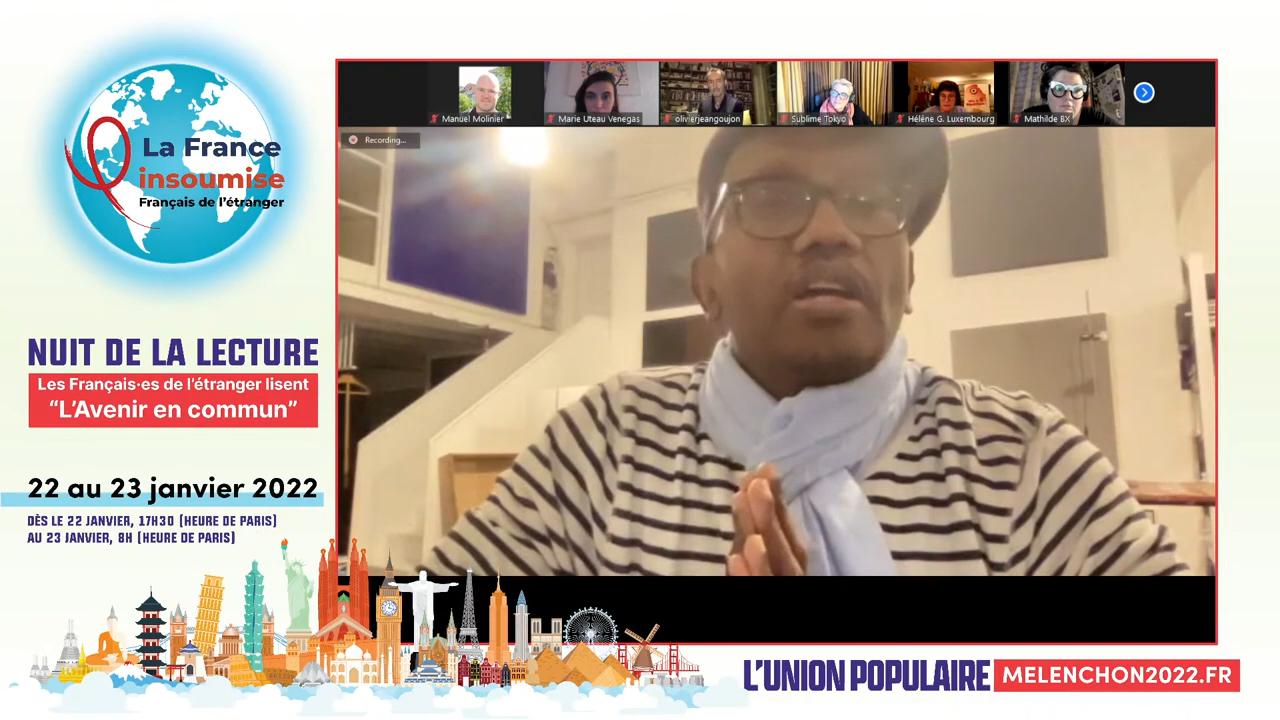 La France
insoumise
Français de l'étranger
NUIT DE LA LECTURE
Les Français·es de l'étranger lisent
“L’Avenir en commun”
22 au 23 janvier 2022
DÈS LE 22 JANVIER, 17H30 (HEURE DE PARIS)
AU 23 JANVIER, 8H (HEURE DE PARIS)
Manuel Molinier
Marie Uteau Venegas
olivierjeangoujon
Sublime Tokyo
Hélène G. Luxembourg
Mathilde BX
Recording...
L'UNION POPULAIRE
MELENCHON2022.FR